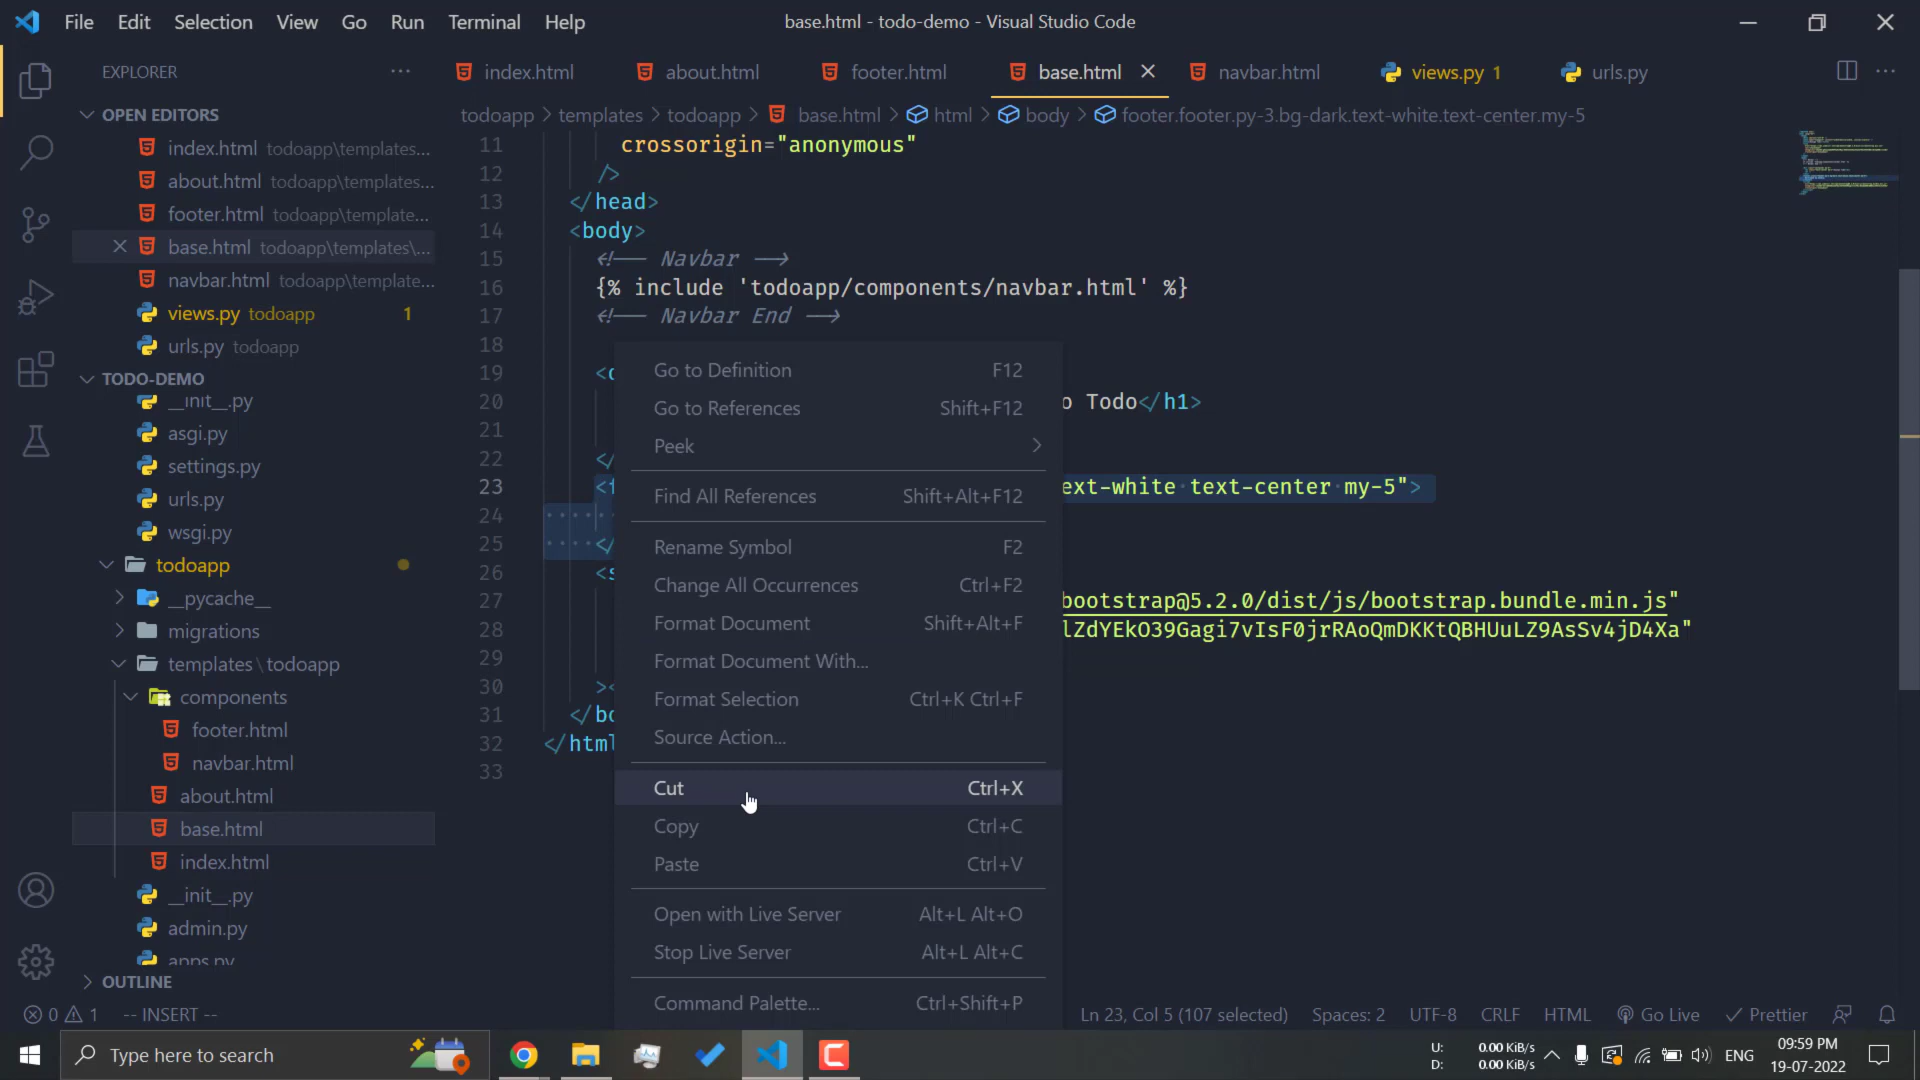 File Edit Selection View Go Run Terminal Help
base.html - todo-demo - Visual Studio Code
EXPLORER
index.html
about.html
footer.html
base.html
navbar.html
views.py 1
urls.py
todoapp > templates > todoapp > base.html > html > body > footer.footer.py-3.bg-dark.text-white.text-center.my-5
OPEN EDITORS
index.html todoapp\templates...
about.html todoapp\templates...
footer.html todoapp\template...
base.html todoapp\templates\...
navbar.html todoapp\template...
views.py todoapp 1
urls.py todoapp
TODO-DEMO
__init__.py
asgi.py
settings.py
urls.py
wsgi.py
todoapp
__pycache__
migrations
templates \ todoapp
components
footer.html
navbar.html
about.html
base.html
index.html
__init__.py
admin.py
apps.py
OUTLINE
11 crossorigin="anonymous"
12 />
13 </head>
14 <body>
15 <!-- Navbar -->
16 {% include 'todoapp/components/navbar.html' %}
17 <!-- Navbar End -->
18
19 <
20 o Todo</h1>
21
22 </
23 <f ext-white text-center my-5">
24
25 </
26 <s
27 bootstrap@5.2.0/dist/js/bootstrap.bundle.min.js"
28 lZdYEkO39Gagi7vIsF0jrRAoQmDKKtQBHUuLZ9AsSv4jD4Xa"
29
30 ><
31 </bo
32 </html
33
Go to Definition F12
Go to References Shift+F12
Peek >
Find All References Shift+Alt+F12
Rename Symbol F2
Change All Occurrences Ctrl+F2
Format Document Shift+Alt+F
Format Document With...
Format Selection Ctrl+K Ctrl+F
Source Action...
Cut Ctrl+X
Copy Ctrl+C
Paste Ctrl+V
Open with Live Server Alt+L Alt+O
Stop Live Server Alt+L Alt+C
Command Palette... Ctrl+Shift+P
0 1 -- INSERT --
Ln 23, Col 5 (107 selected) Spaces: 2 UTF-8 CRLF HTML Go Live Prettier
Type here to search
U: 0.00 KiB/s
D: 0.00 KiB/s
ENG
09:59 PM
19-07-2022